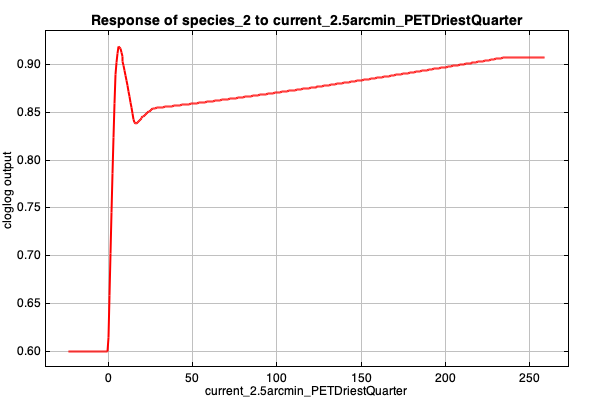 Response of species_2 to current_2.5arcmin_PETDriestQuarter
cloglog output
0.90
0.85
0.80
0.75
0.70
0.65
0.60
0 50 100 150 200 250
current_2.5arcmin_PETDriestQuarter